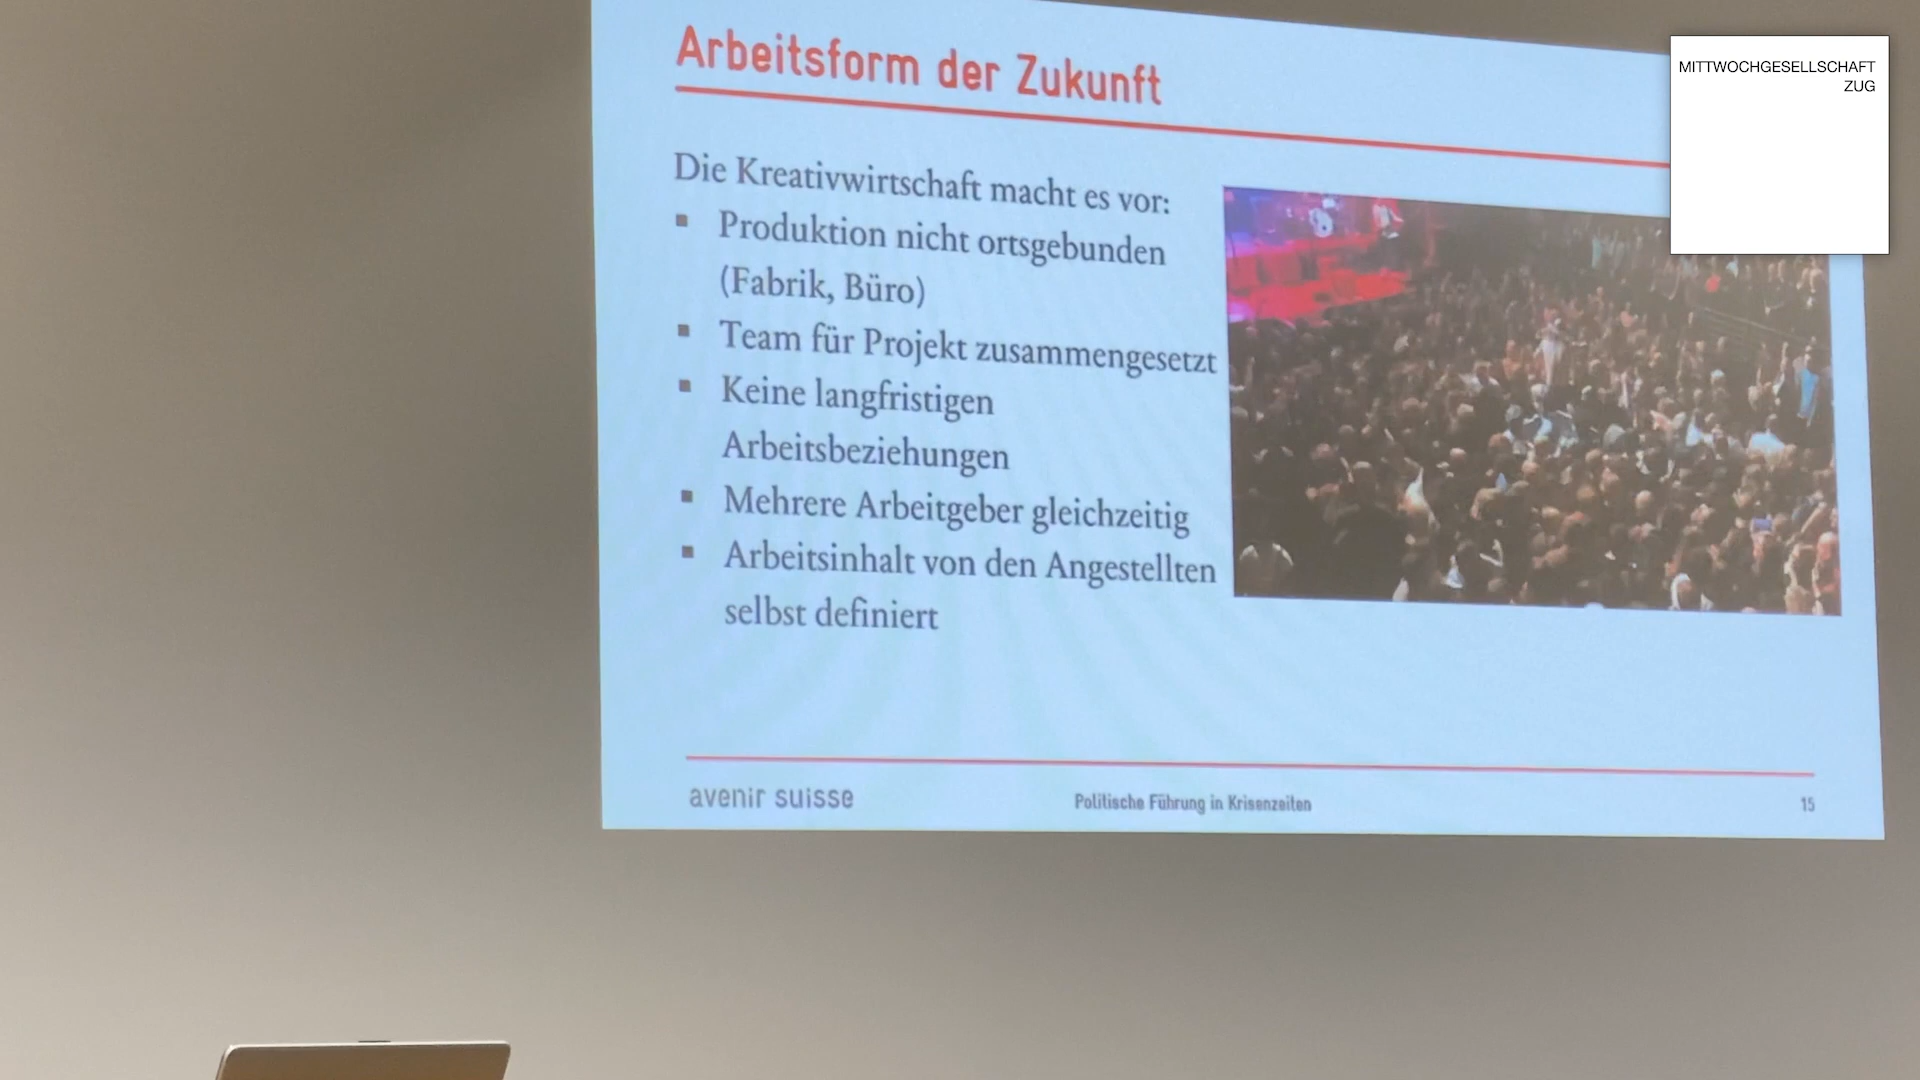 Arbeitsform der Zukunft
MITTWOCHGESELLSCHAFT
ZUG
Die Kreativwirtschaft macht es vor:
▪ Produktion nicht ortsgebunden
(Fabrik, Büro)
▪ Team für Projekt zusammengesetzt
▪ Keine langfristigen
Arbeitsbeziehungen
▪ Mehrere Arbeitgeber gleichzeitig
▪ Arbeitsinhalt von den Angestellten
selbst definiert
avenir suisse
Politische Führung in Krisenzeiten
15